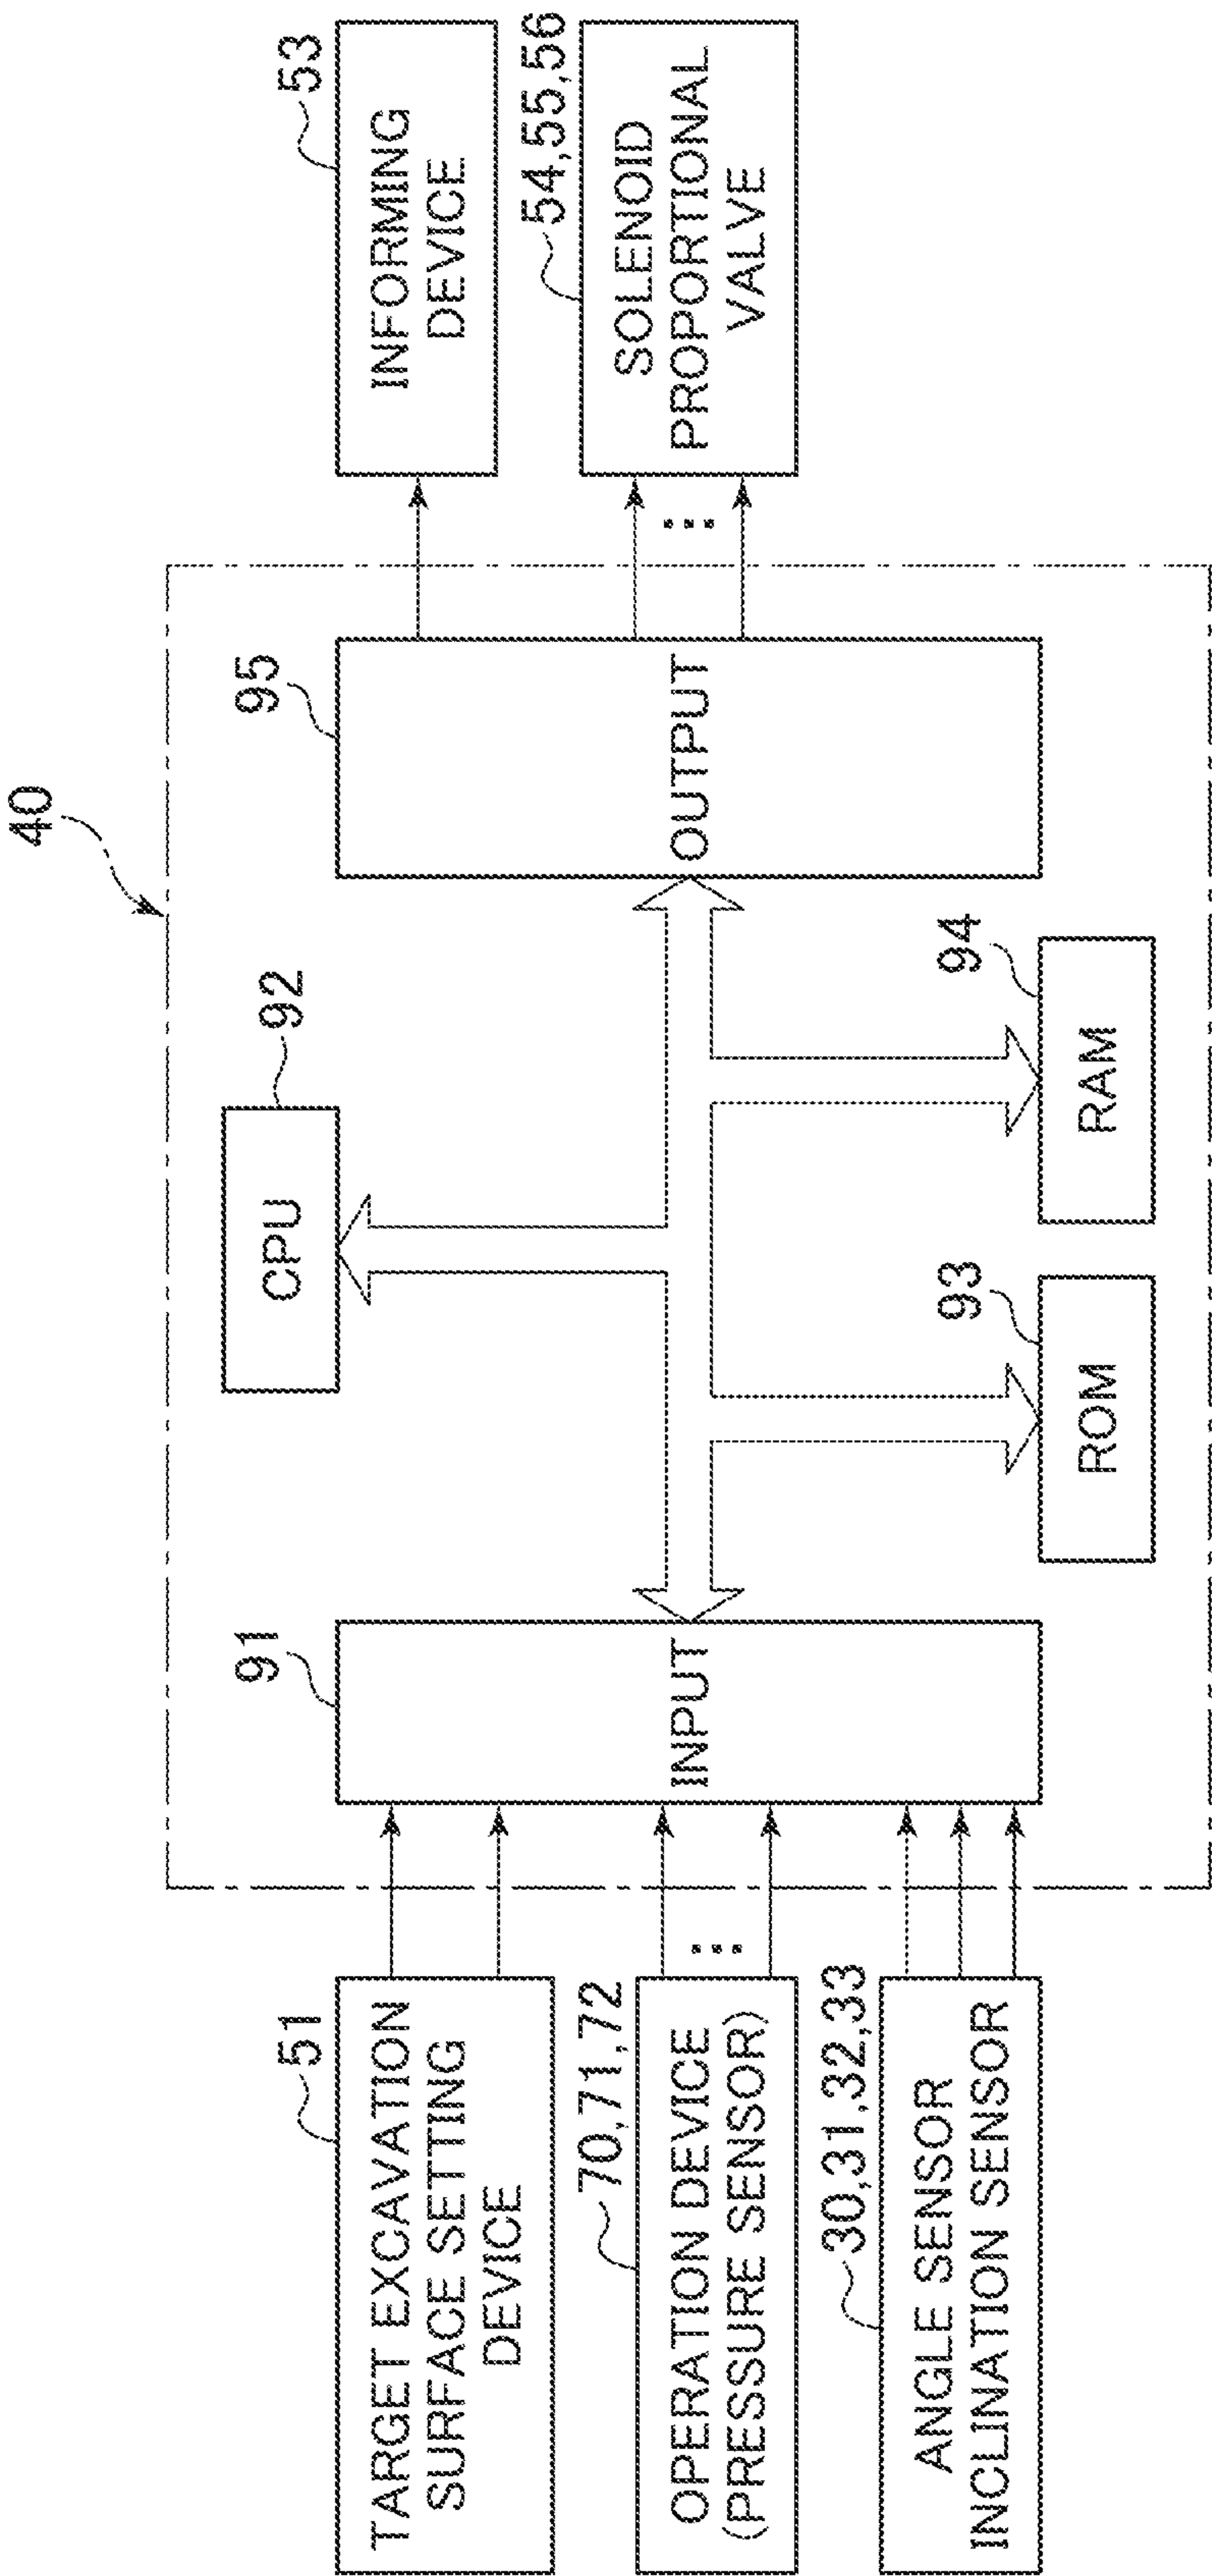 40
51
TARGET EXCAVATION
SURFACE SETTING
DEVICE
70,71,72
OPERATION DEVICE
(PRESSURE SENSOR)
30,31,32,33
ANGLE SENSOR
INCLINATION SENSOR
91
INPUT
92
CPU
93
ROM
94
RAM
95
OUTPUT
53
INFORMING
DEVICE
54,55,56
SOLENOID
PROPORTIONAL
VALVE